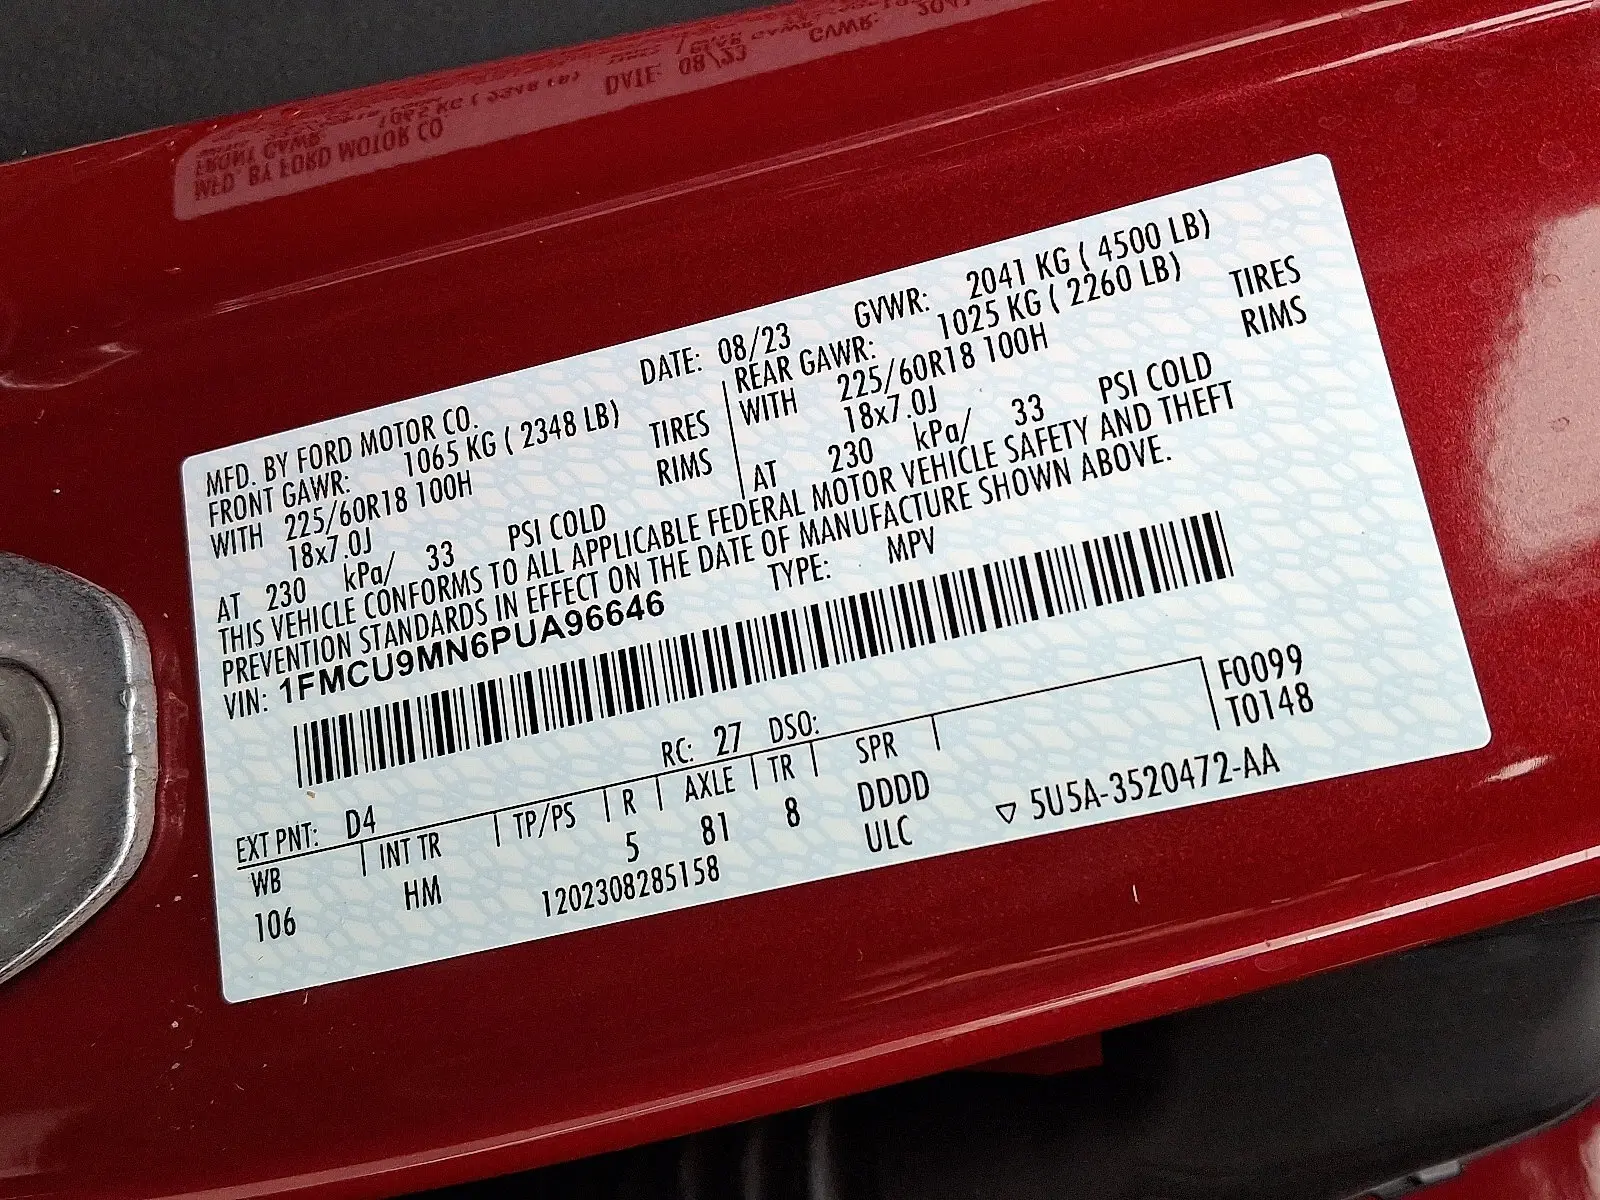 MFD. BY FORD MOTOR CO. DATE: 08/23 GVWR: 2041 KG ( 4500 LB)
FRONT GAWR: 1065 KG ( 2348 LB) REAR GAWR: 1025 KG ( 2260 LB)
WITH 225/60R18 100H TIRES WITH 225/60R18 100H TIRES
18x7.0J RIMS 18x7.0J RIMS
AT 230 kPa/ 33 PSI COLD AT 230 kPa/ 33 PSI COLD
THIS VEHICLE CONFORMS TO ALL APPLICABLE FEDERAL MOTOR VEHICLE SAFETY AND THEFT
PREVENTION STANDARDS IN EFFECT ON THE DATE OF MANUFACTURE SHOWN ABOVE.
VIN: 1FMCU9MN6PUA96646 TYPE: MPV
F0099
T0148
EXT PNT: D4 RC: 27 DSO:
WB INT TR TP/PS R AXLE TR SPR
106 HM 5 81 8 DDDD
1202308285158 ULC
▽ 5U5A-3520472-AA